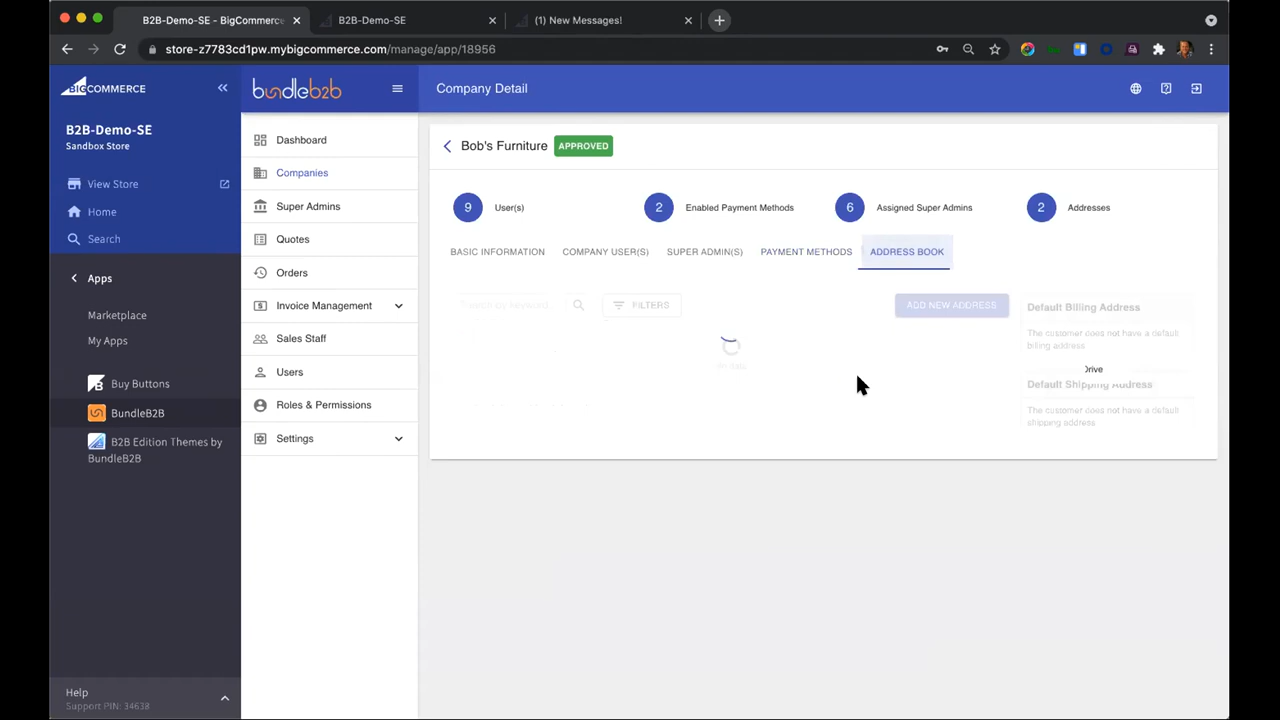 B2B-Demo-SE - BigCommerce
B2B-Demo-SE
(1) New Messages!
store-z7783cd1pw.mybigcommerce.com/manage/app/18956
BIGCOMMERCE
bundleb2b
Company Detail
B2B-Demo-SE
Sandbox Store
View Store
Home
Search
Apps
Marketplace
My Apps
Buy Buttons
BundleB2B
B2B Edition Themes by
BundleB2B
Help
Support PIN: 34638
Dashboard
Companies
Super Admins
Quotes
Orders
Invoice Management
Sales Staff
Users
Roles & Permissions
Settings
Bob's Furniture APPROVED
9 User(s)
2 Enabled Payment Methods
6 Assigned Super Admins
2 Addresses
BASIC INFORMATION COMPANY USER(S) SUPER ADMIN(S) PAYMENT METHODS ADDRESS BOOK
Search by keyword
FILTERS
ADD NEW ADDRESS
Default Billing Address
The customer does not have a default
billing address
Drive
Default Shipping Address
The customer does not have a default
shipping address